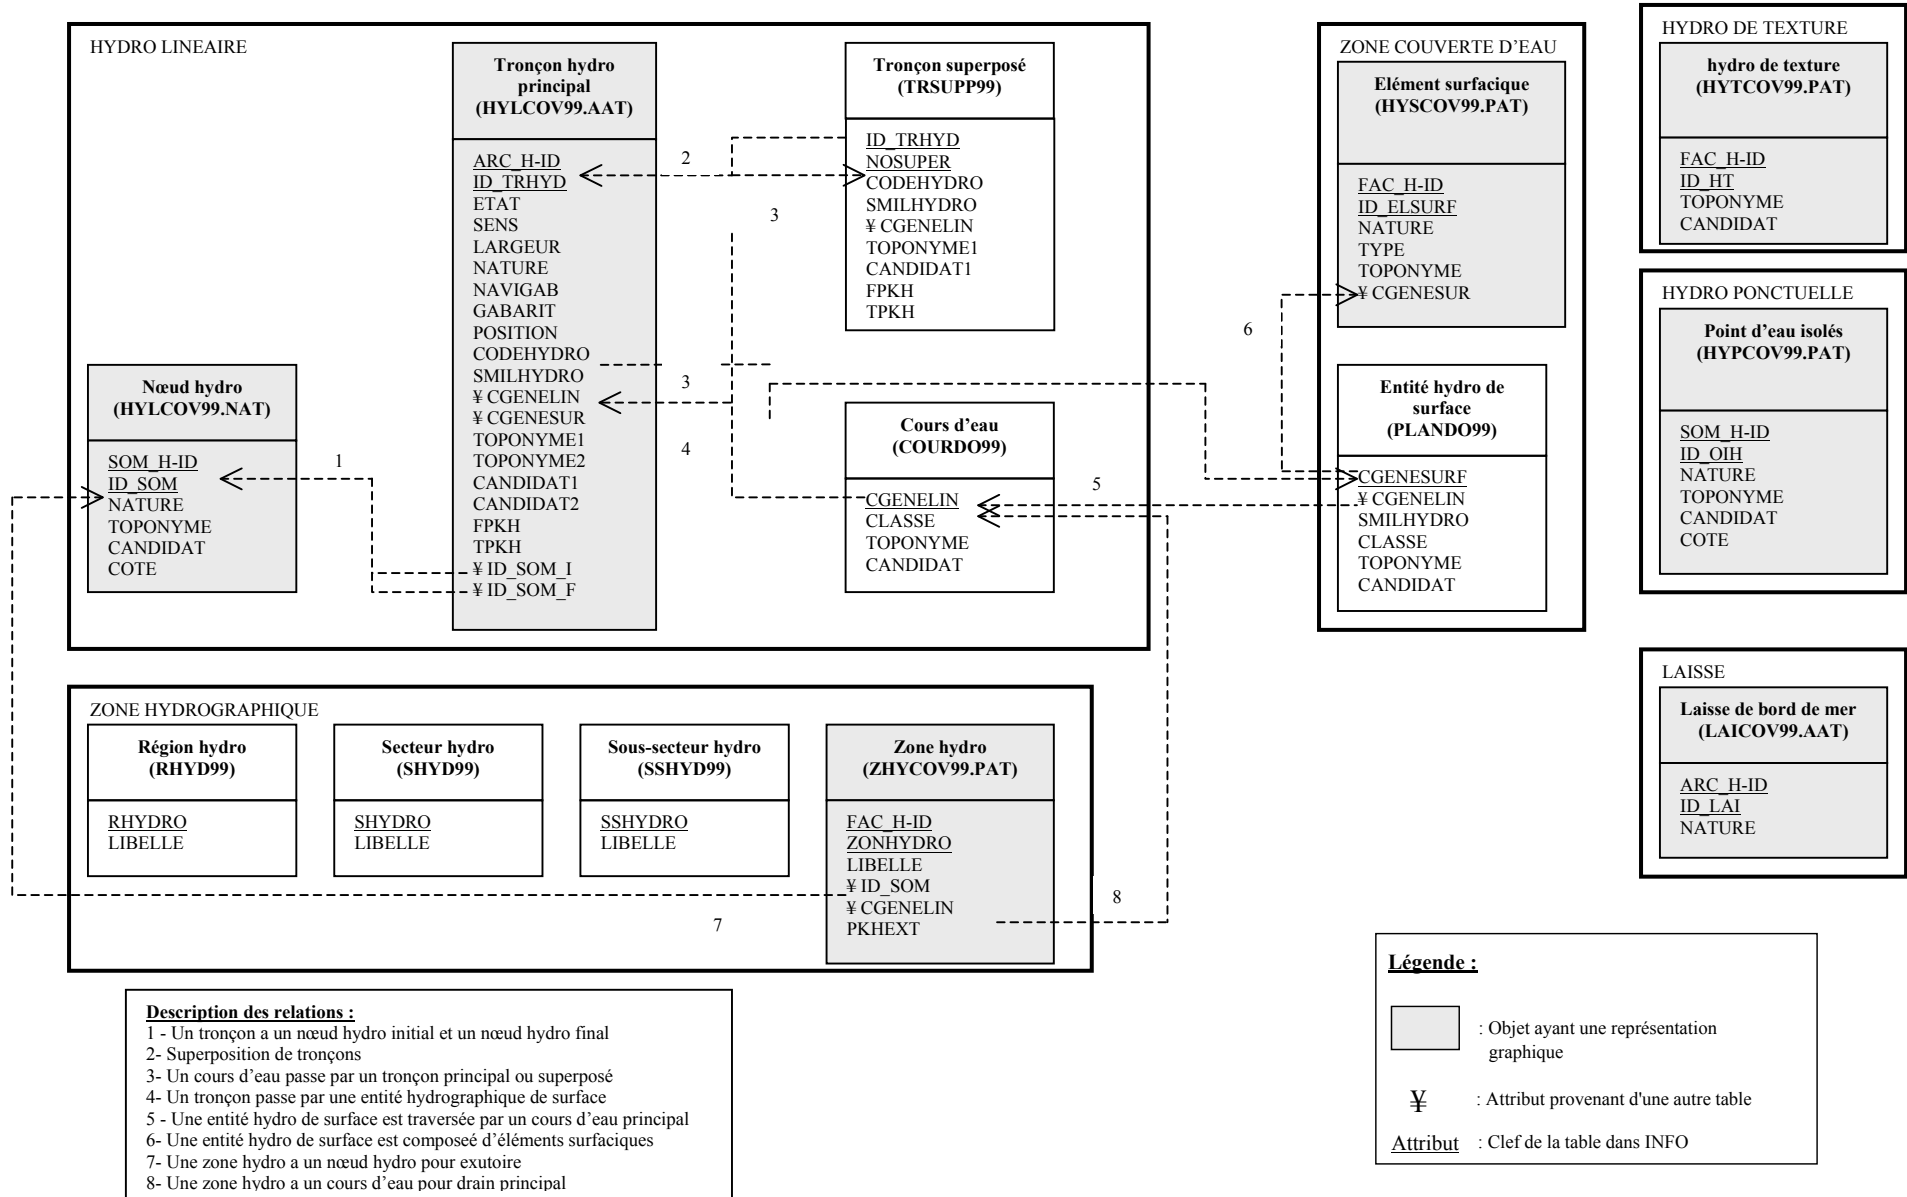 HYDRO LINEAIRE
Tronçon hydro
principal
(HYLCOV99.AAT)
ARC_H-ID
ID_TRHYD
ETAT
SENS
LARGEUR
NATURE
NAVIGAB
GABARIT
POSITION
CODEHYDRO
SMILHYDRO
¥ CGENELIN
¥ CGENESUR
TOPONYME1
TOPONYME2
CANDIDAT1
CANDIDAT2
FPKH
TPKH
¥ ID_SOM_I
¥ ID_SOM_F
Tronçon superposé
(TRSUPP99)
ID_TRHYD
NOSUPER
CODEHYDRO
SMILHYDRO
¥ CGENELIN
TOPONYME1
CANDIDAT1
FPKH
TPKH
Nœud hydro
(HYLCOV99.NAT)
SOM_H-ID
ID_SOM
NATURE
TOPONYME
CANDIDAT
COTE
Cours d'eau
(COURDO99)
CGENELIN
CLASSE
TOPONYME
CANDIDAT
2
3
3
4
1
5
6
7
8
ZONE COUVERTE D'EAU
Elément surfacique
(HYSCOV99.PAT)
FAC_H-ID
ID_ELSURF
NATURE
TYPE
TOPONYME
¥ CGENESUR
Entité hydro de
surface
(PLANDO99)
CGENESURF
¥ CGENELIN
SMILHYDRO
CLASSE
TOPONYME
CANDIDAT
HYDRO DE TEXTURE
hydro de texture
(HYTCOV99.PAT)
FAC_H-ID
ID_HT
TOPONYME
CANDIDAT
HYDRO PONCTUELLE
Point d'eau isolés
(HYPCOV99.PAT)
SOM_H-ID
ID_OIH
NATURE
TOPONYME
CANDIDAT
COTE
LAISSE
Laisse de bord de mer
(LAICOV99.AAT)
ARC_H-ID
ID_LAI
NATURE
ZONE HYDROGRAPHIQUE
Région hydro
(RHYD99)
RHYDRO
LIBELLE
Secteur hydro
(SHYD99)
SHYDRO
LIBELLE
Sous-secteur hydro
(SSHYD99)
SSHYDRO
LIBELLE
Zone hydro
(ZHYCOV99.PAT)
FAC_H-ID
ZONHYDRO
LIBELLE
¥ ID_SOM
¥ CGENELIN
PKHEXT
Description des relations :
1 - Un tronçon a un nœud hydro initial et un nœud hydro final
2- Superposition de tronçons
3- Un cours d'eau passe par un tronçon principal ou superposé
4- Un tronçon passe par une entité hydrographique de surface
5 - Une entité hydro de surface est traversée par un cours d'eau principal
6- Une entité hydro de surface est composeé d'éléments surfaciques
7- Une zone hydro a un nœud hydro pour exutoire
8- Une zone hydro a un cours d'eau pour drain principal
Légende :
: Objet ayant une représentation
graphique
¥ : Attribut provenant d'une autre table
Attribut : Clef de la table dans INFO